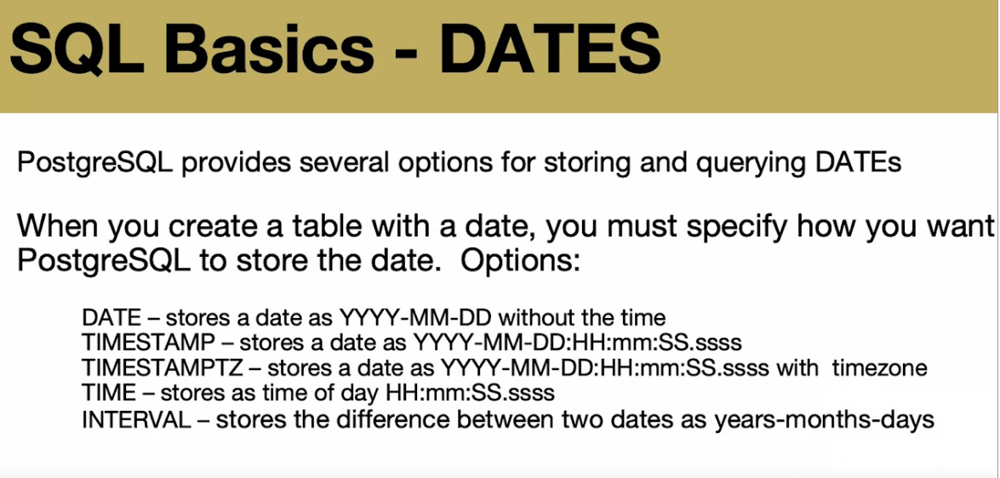 SQL Basics - DATES
PostgreSQL provides several options for storing and querying DATEs
When you create a table with a date, you must specify how you want
PostgreSQL to store the date.  Options:
DATE – stores a date as YYYY-MM-DD without the time
TIMESTAMP – stores a date as YYYY-MM-DD:HH:mm:SS.ssss
TIMESTAMPTZ – stores a date as YYYY-MM-DD:HH:mm:SS.ssss with  timezone
TIME – stores as time of day HH:mm:SS.ssss
INTERVAL – stores the difference between two dates as years-months-days